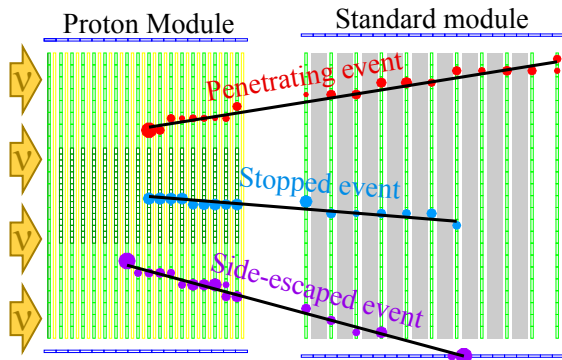 Proton Module
Standard module
ν
Penetrating event
ν
Stopped event
ν
Side-escaped event
ν